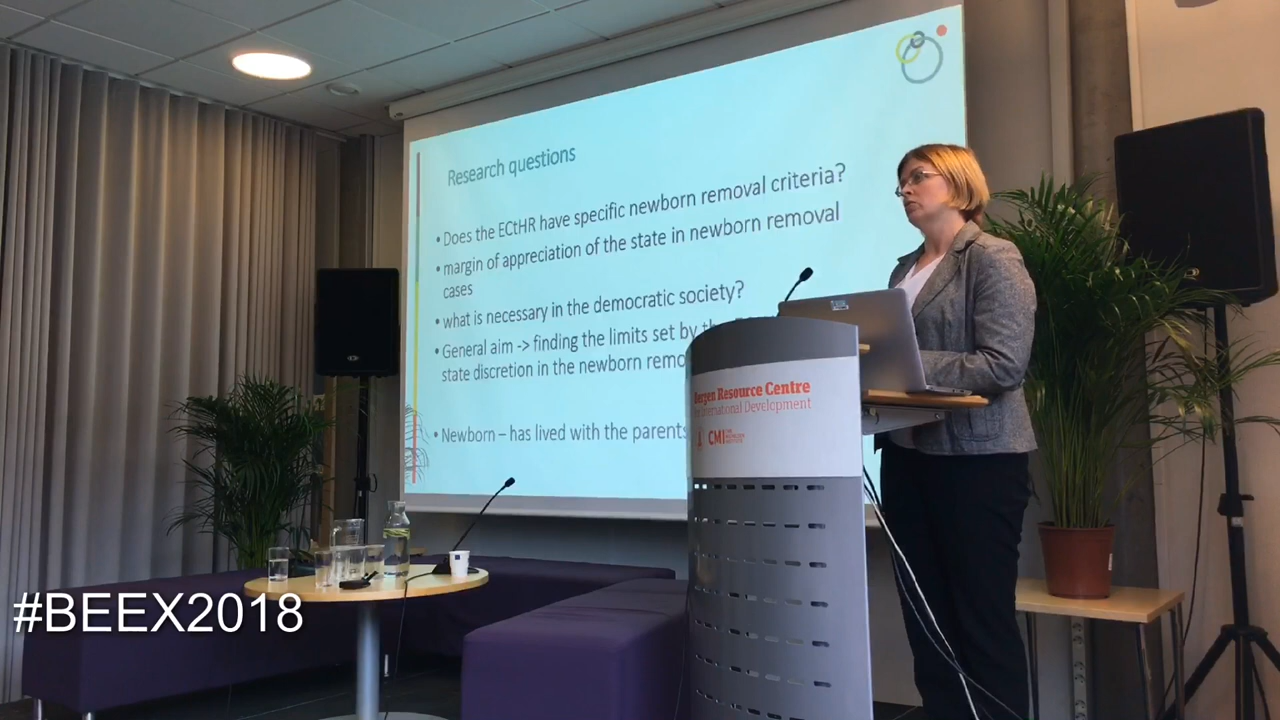 Research questions
• Does the ECtHR have specific newborn removal criteria?
• margin of appreciation of the state in newborn removal
cases
• what is necessary in the democratic society?
• General aim -> finding the limits set by the
state discretion in the newborn
• Newborn – has lived with the parents
Bergen Resource Centre
International Development
CMI
#BEEX2018